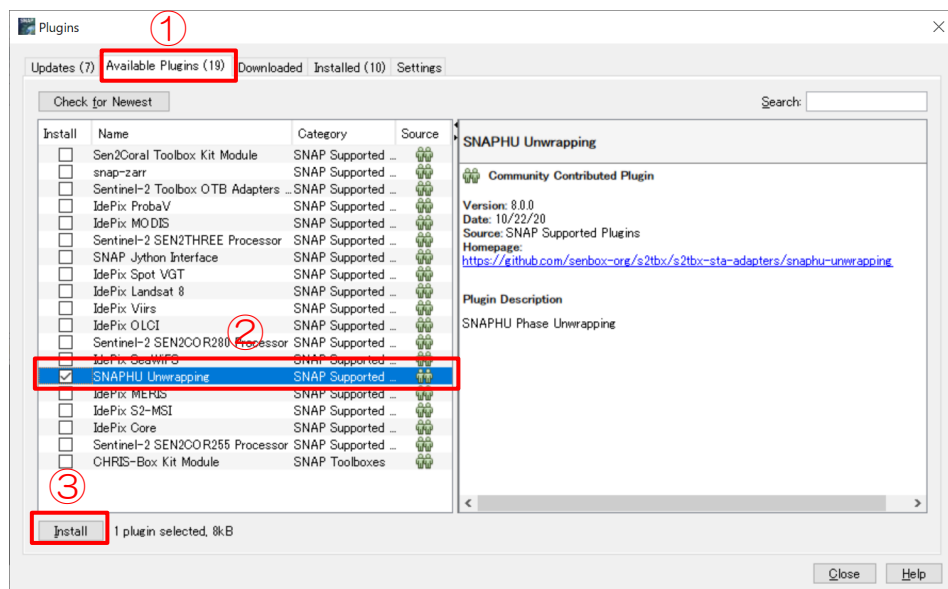 Plugins
①
Updates (7) Available Plugins (19) Downloaded Installed (10) Settings
Check for Newest
Search:
Install Name Category Source
Sen2Coral Toolbox Kit Module SNAP Supported ...
snap-zarr SNAP Supported ...
Sentinel-2 Toolbox OTB Adapters ... SNAP Supported ...
IdePix ProbaV SNAP Supported ...
IdePix MODIS SNAP Supported ...
Sentinel-2 SEN2THREE Processor SNAP Supported ...
SNAP Jython Interface SNAP Supported ...
IdePix Spot VGT SNAP Supported ...
IdePix Landsat 8 SNAP Supported ...
IdePix Viirs SNAP Supported ...
IdePix OLCI SNAP Supported ...
②
Sentinel-2 SEN2COR280 Processor SNAP Supported ...
IdePix SeaWiFS SNAP Supported ...
SNAPHU Unwrapping SNAP Supported ...
IdePix MERIS SNAP Supported ...
IdePix S2-MSI SNAP Supported ...
IdePix Core SNAP Supported ...
Sentinel-2 SEN2COR255 Processor SNAP Supported ...
CHRIS-Box Kit Module SNAP Toolboxes
③
Install 1 plugin selected, 8kB
SNAPHU Unwrapping
Community Contributed Plugin
Version: 8.0.0
Date: 10/22/20
Source: SNAP Supported Plugins
Homepage:
https://github.com/senbox-org/s2tbx/s2tbx-sta-adapters/snaphu-unwrapping
Plugin Description
SNAPHU Phase Unwrapping
Close Help